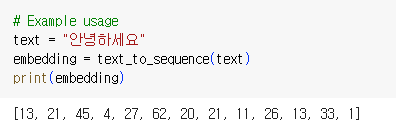 # Example usage
text = "안녕하세요"
embedding = text_to_sequence(text)
print(embedding)
[13, 21, 45, 4, 27, 62, 20, 21, 11, 26, 13, 33, 1]